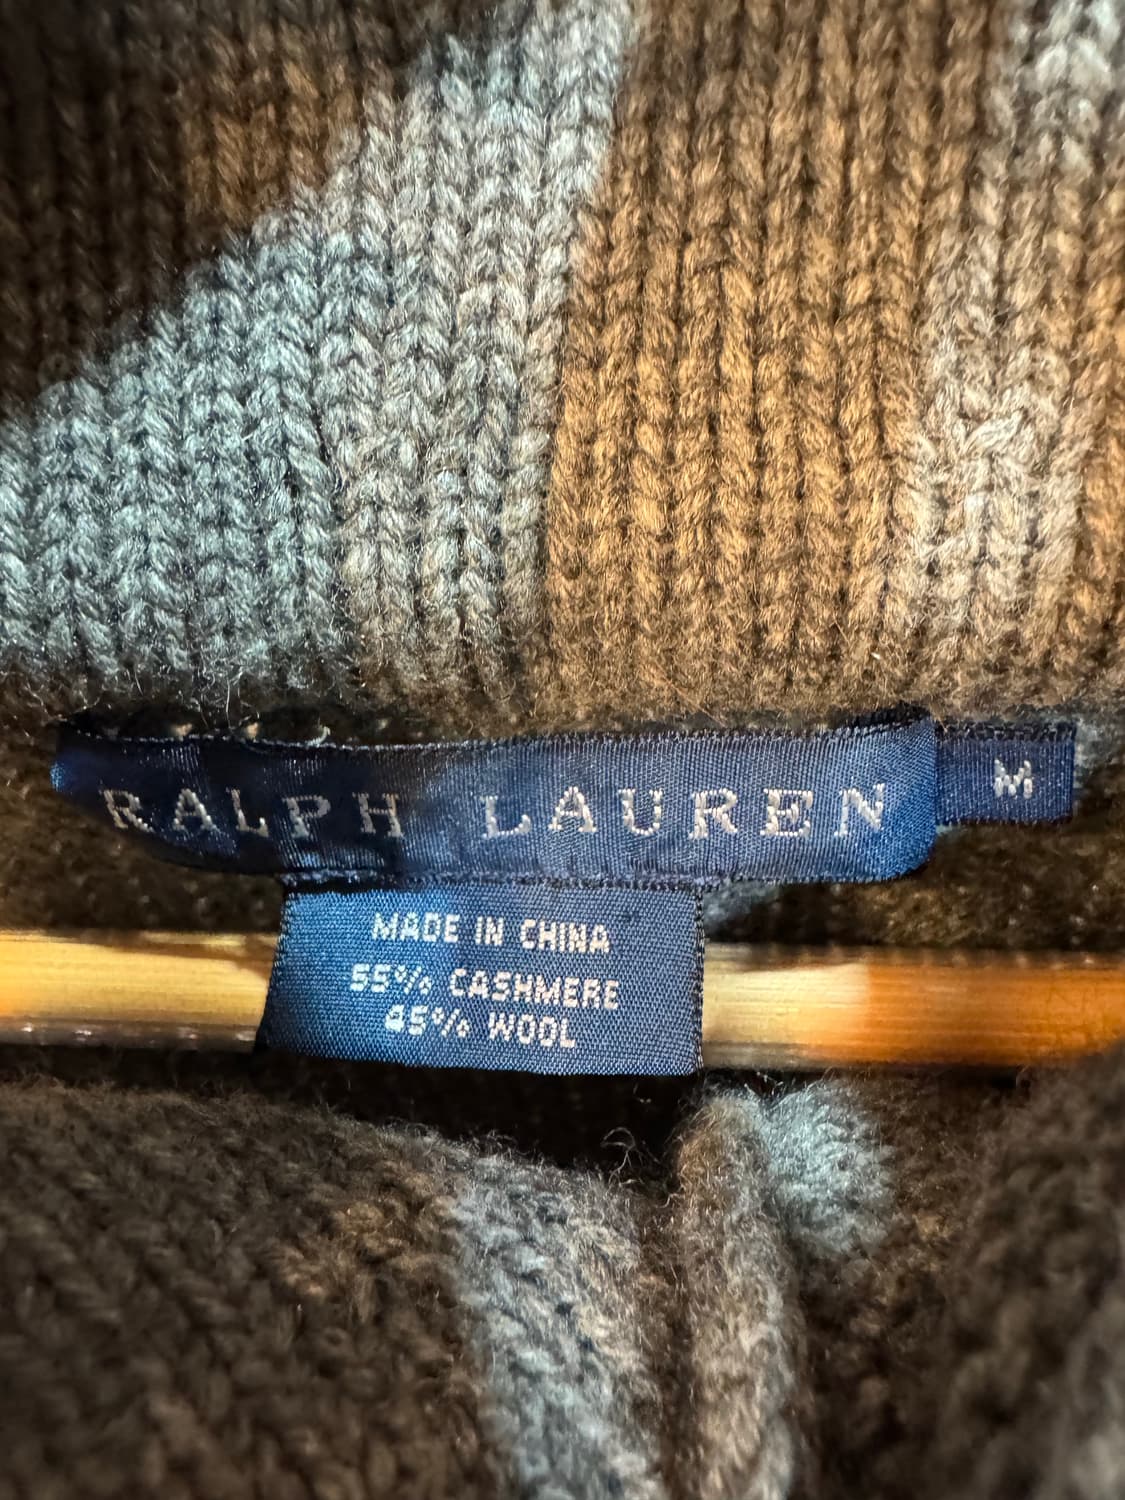 RALPH LAUREN
M
MADE IN CHINA
55% CASHMERE
45% WOOL